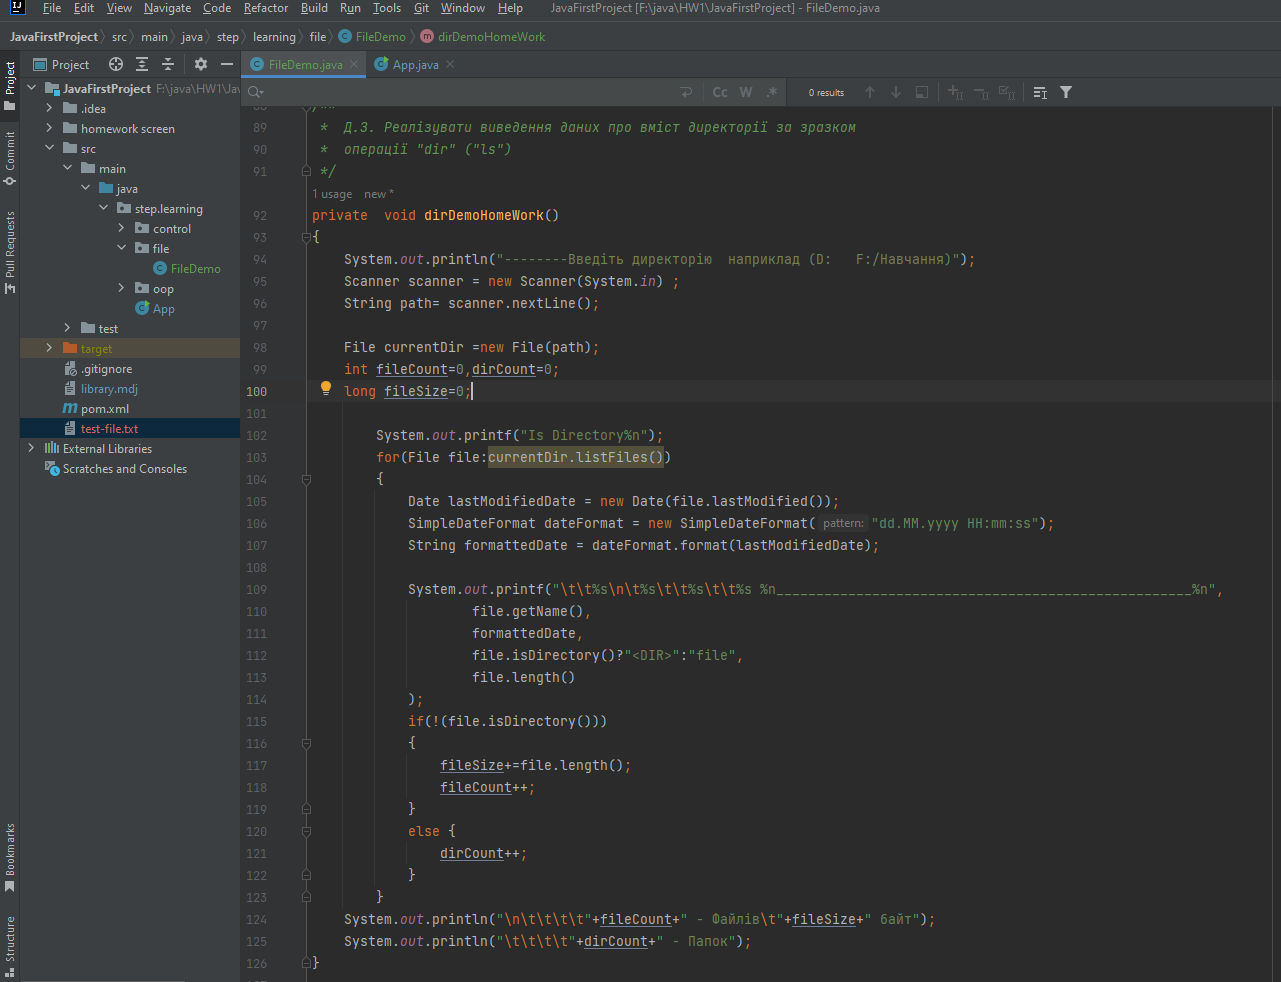 File Edit View Navigate Code Refactor Build Run Tools Git Window Help JavaFirstProject [F:\java\HW1\JavaFirstProject] - FileDemo.java
JavaFirstProject src main java step learning file FileDemo dirDemoHomeWork
Project
FileDemo.java App.java
Cc W .* 0 results
Project
Commit
Pull Requests
Bookmarks
Structure
JavaFirstProject F:\java\HW1\Jav
.idea
homework screen
src
main
java
step.learning
control
file
FileDemo
oop
App
test
target
.gitignore
library.mdj
pom.xml
test-file.txt
External Libraries
Scratches and Consoles
88 /**
89 * Д.З. Реалізувати виведення даних про вміст директорії за зразком
90 * операції "dir" ("ls")
91 */
1 usage new *
92 private  void dirDemoHomeWork()
93 {
94 System.out.println("--------Введіть директорію  наприклад (D:   F:/Навчання)");
95 Scanner scanner = new Scanner(System.in) ;
96 String path= scanner.nextLine();
97
98 File currentDir =new File(path);
99 int fileCount=0,dirCount=0;
100 long fileSize=0;
101
102 System.out.printf("Is Directory%n");
103 for(File file:currentDir.listFiles())
104 {
105 Date lastModifiedDate = new Date(file.lastModified());
106 SimpleDateFormat dateFormat = new SimpleDateFormat( pattern: "dd.MM.yyyy HH:mm:ss");
107 String formattedDate = dateFormat.format(lastModifiedDate);
108
109 System.out.printf("\t\t%s\n\t%s\t\t%s\t\t%s %n____________________________________________________%n",
110 file.getName(),
111 formattedDate,
112 file.isDirectory()?"<DIR>":"file",
113 file.length()
114 );
115 if(!(file.isDirectory()))
116 {
117 fileSize+=file.length();
118 fileCount++;
119 }
120 else {
121 dirCount++;
122 }
123 }
124 System.out.println("\n\t\t\t\t"+fileCount+" - Файлів\t"+fileSize+" байт");
125 System.out.println("\t\t\t\t"+dirCount+" - Папок");
126 }